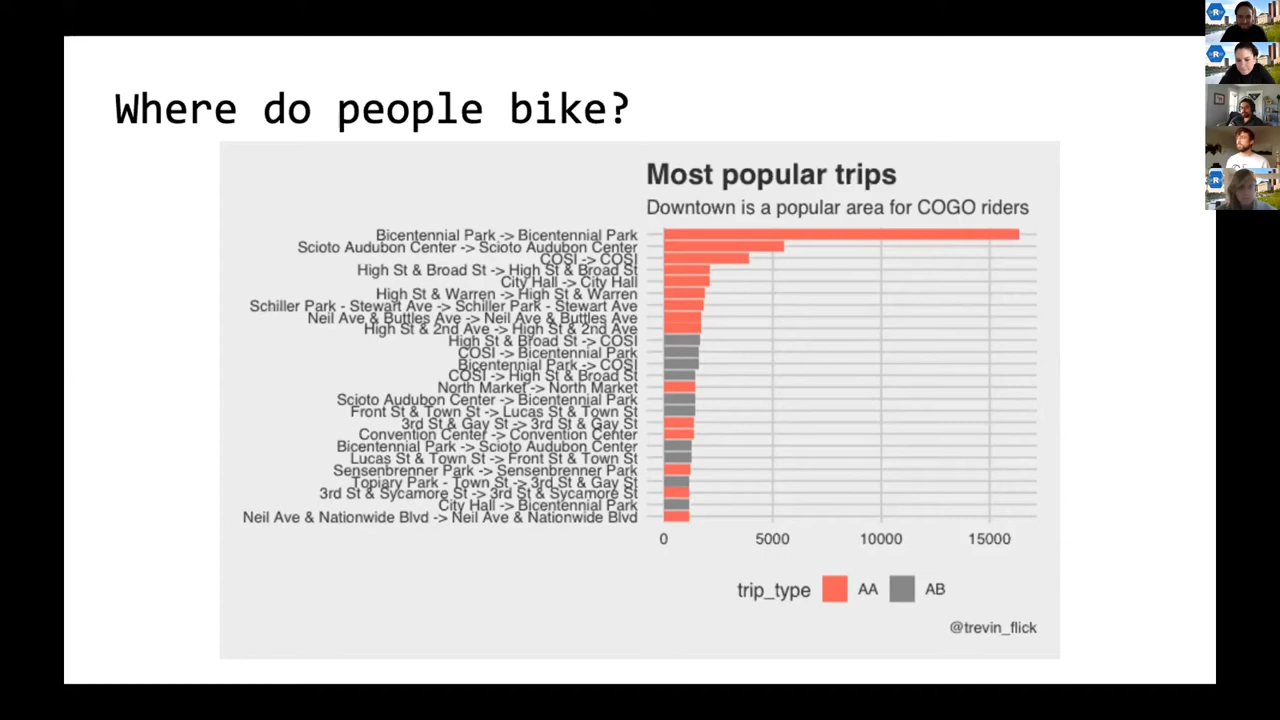 Where do people bike?
Most popular trips
Downtown is a popular area for COGO riders
Bicentennial Park -> Bicentennial Park
Scioto Audubon Center -> Scioto Audubon Center
COSI -> COSI
High St & Broad St -> High St & Broad St
City Hall -> City Hall
High St & Warren -> High St & Warren
Schiller Park - Stewart Ave -> Schiller Park - Stewart Ave
Neil Ave & Buttles Ave -> Neil Ave & Buttles Ave
High St & 2nd Ave -> High St & 2nd Ave
High St & Broad St -> COSI
COSI -> Bicentennial Park
Bicentennial Park -> COSI
COSI -> High St & Broad St
North Market -> North Market
Scioto Audubon Center -> Bicentennial Park
Front St & Town St -> Lucas St & Town St
3rd St & Gay St -> 3rd St & Gay St
Convention Center -> Convention Center
Bicentennial Park -> Scioto Audubon Center
Lucas St & Town St -> Front St & Town St
Sensenbrenner Park -> Sensenbrenner Park
Topiary Park - Town St -> 3rd St & Gay St
3rd St & Sycamore St -> 3rd St & Sycamore St
City Hall -> Bicentennial Park
Neil Ave & Nationwide Blvd -> Neil Ave & Nationwide Blvd
0 5000 10000 15000
trip_type AA AB
@trevin_flick
R
R
R